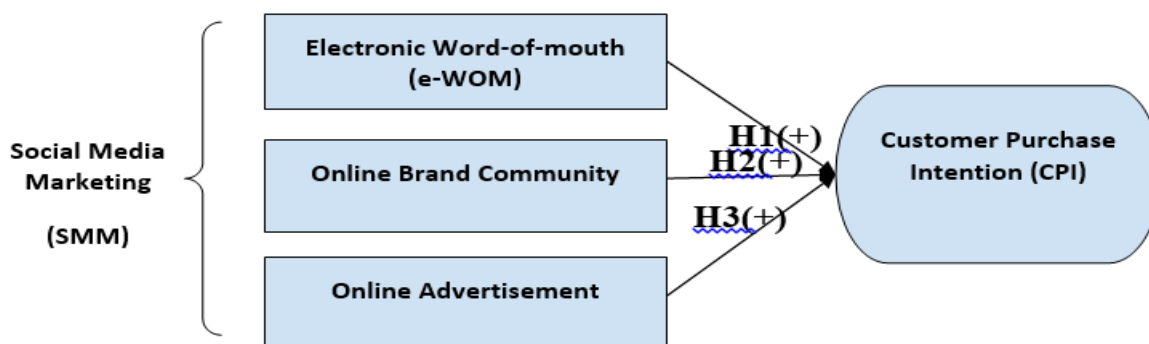 Social Media
Marketing
(SMM)
Electronic Word-of-mouth
(e-WOM)
Online Brand Community
Online Advertisement
H1(+)
H2(+)
H3(+)
Customer Purchase
Intention (CPI)